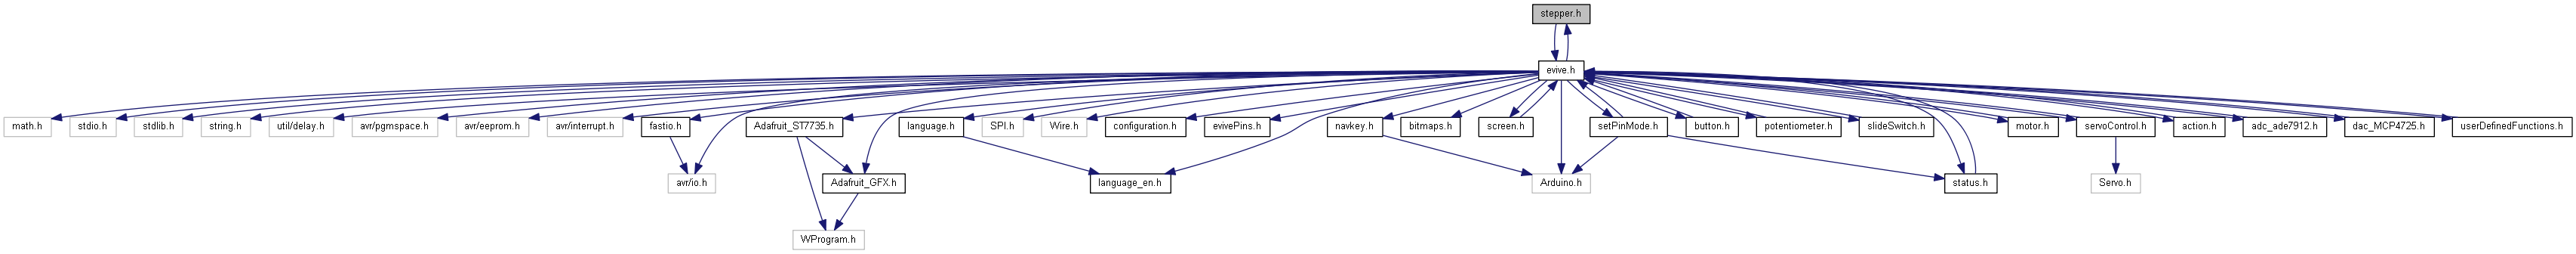 stepper.h
evive.h
math.h
stdio.h
stdlib.h
string.h
util/delay.h
avr/pgmspace.h
avr/eeprom.h
avr/interrupt.h
fastio.h
Adafruit_ST7735.h
language.h
SPI.h
Wire.h
configuration.h
evivePins.h
navkey.h
bitmaps.h
screen.h
setPinMode.h
button.h
potentiometer.h
slideSwitch.h
motor.h
servoControl.h
action.h
adc_ade7912.h
dac_MCP4725.h
userDefinedFunctions.h
avr/io.h
Adafruit_GFX.h
language_en.h
Arduino.h
status.h
Servo.h
WProgram.h